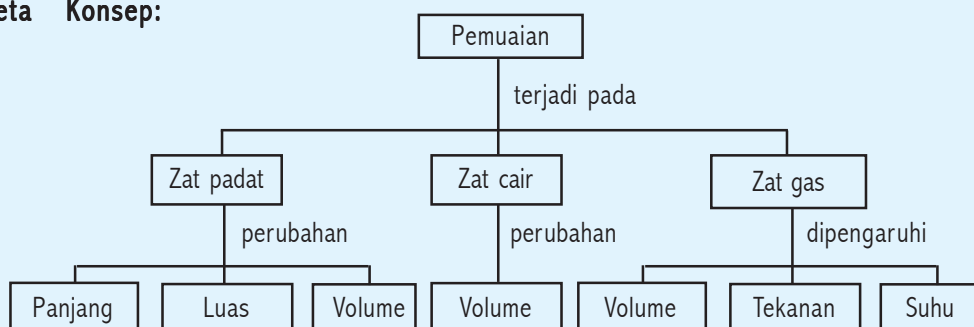 eta Konsep:
Pemuaian
terjadi pada
Zat padat Zat cair Zat gas
perubahan perubahan dipengaruhi
Panjang Luas Volume Volume Volume Tekanan Suhu